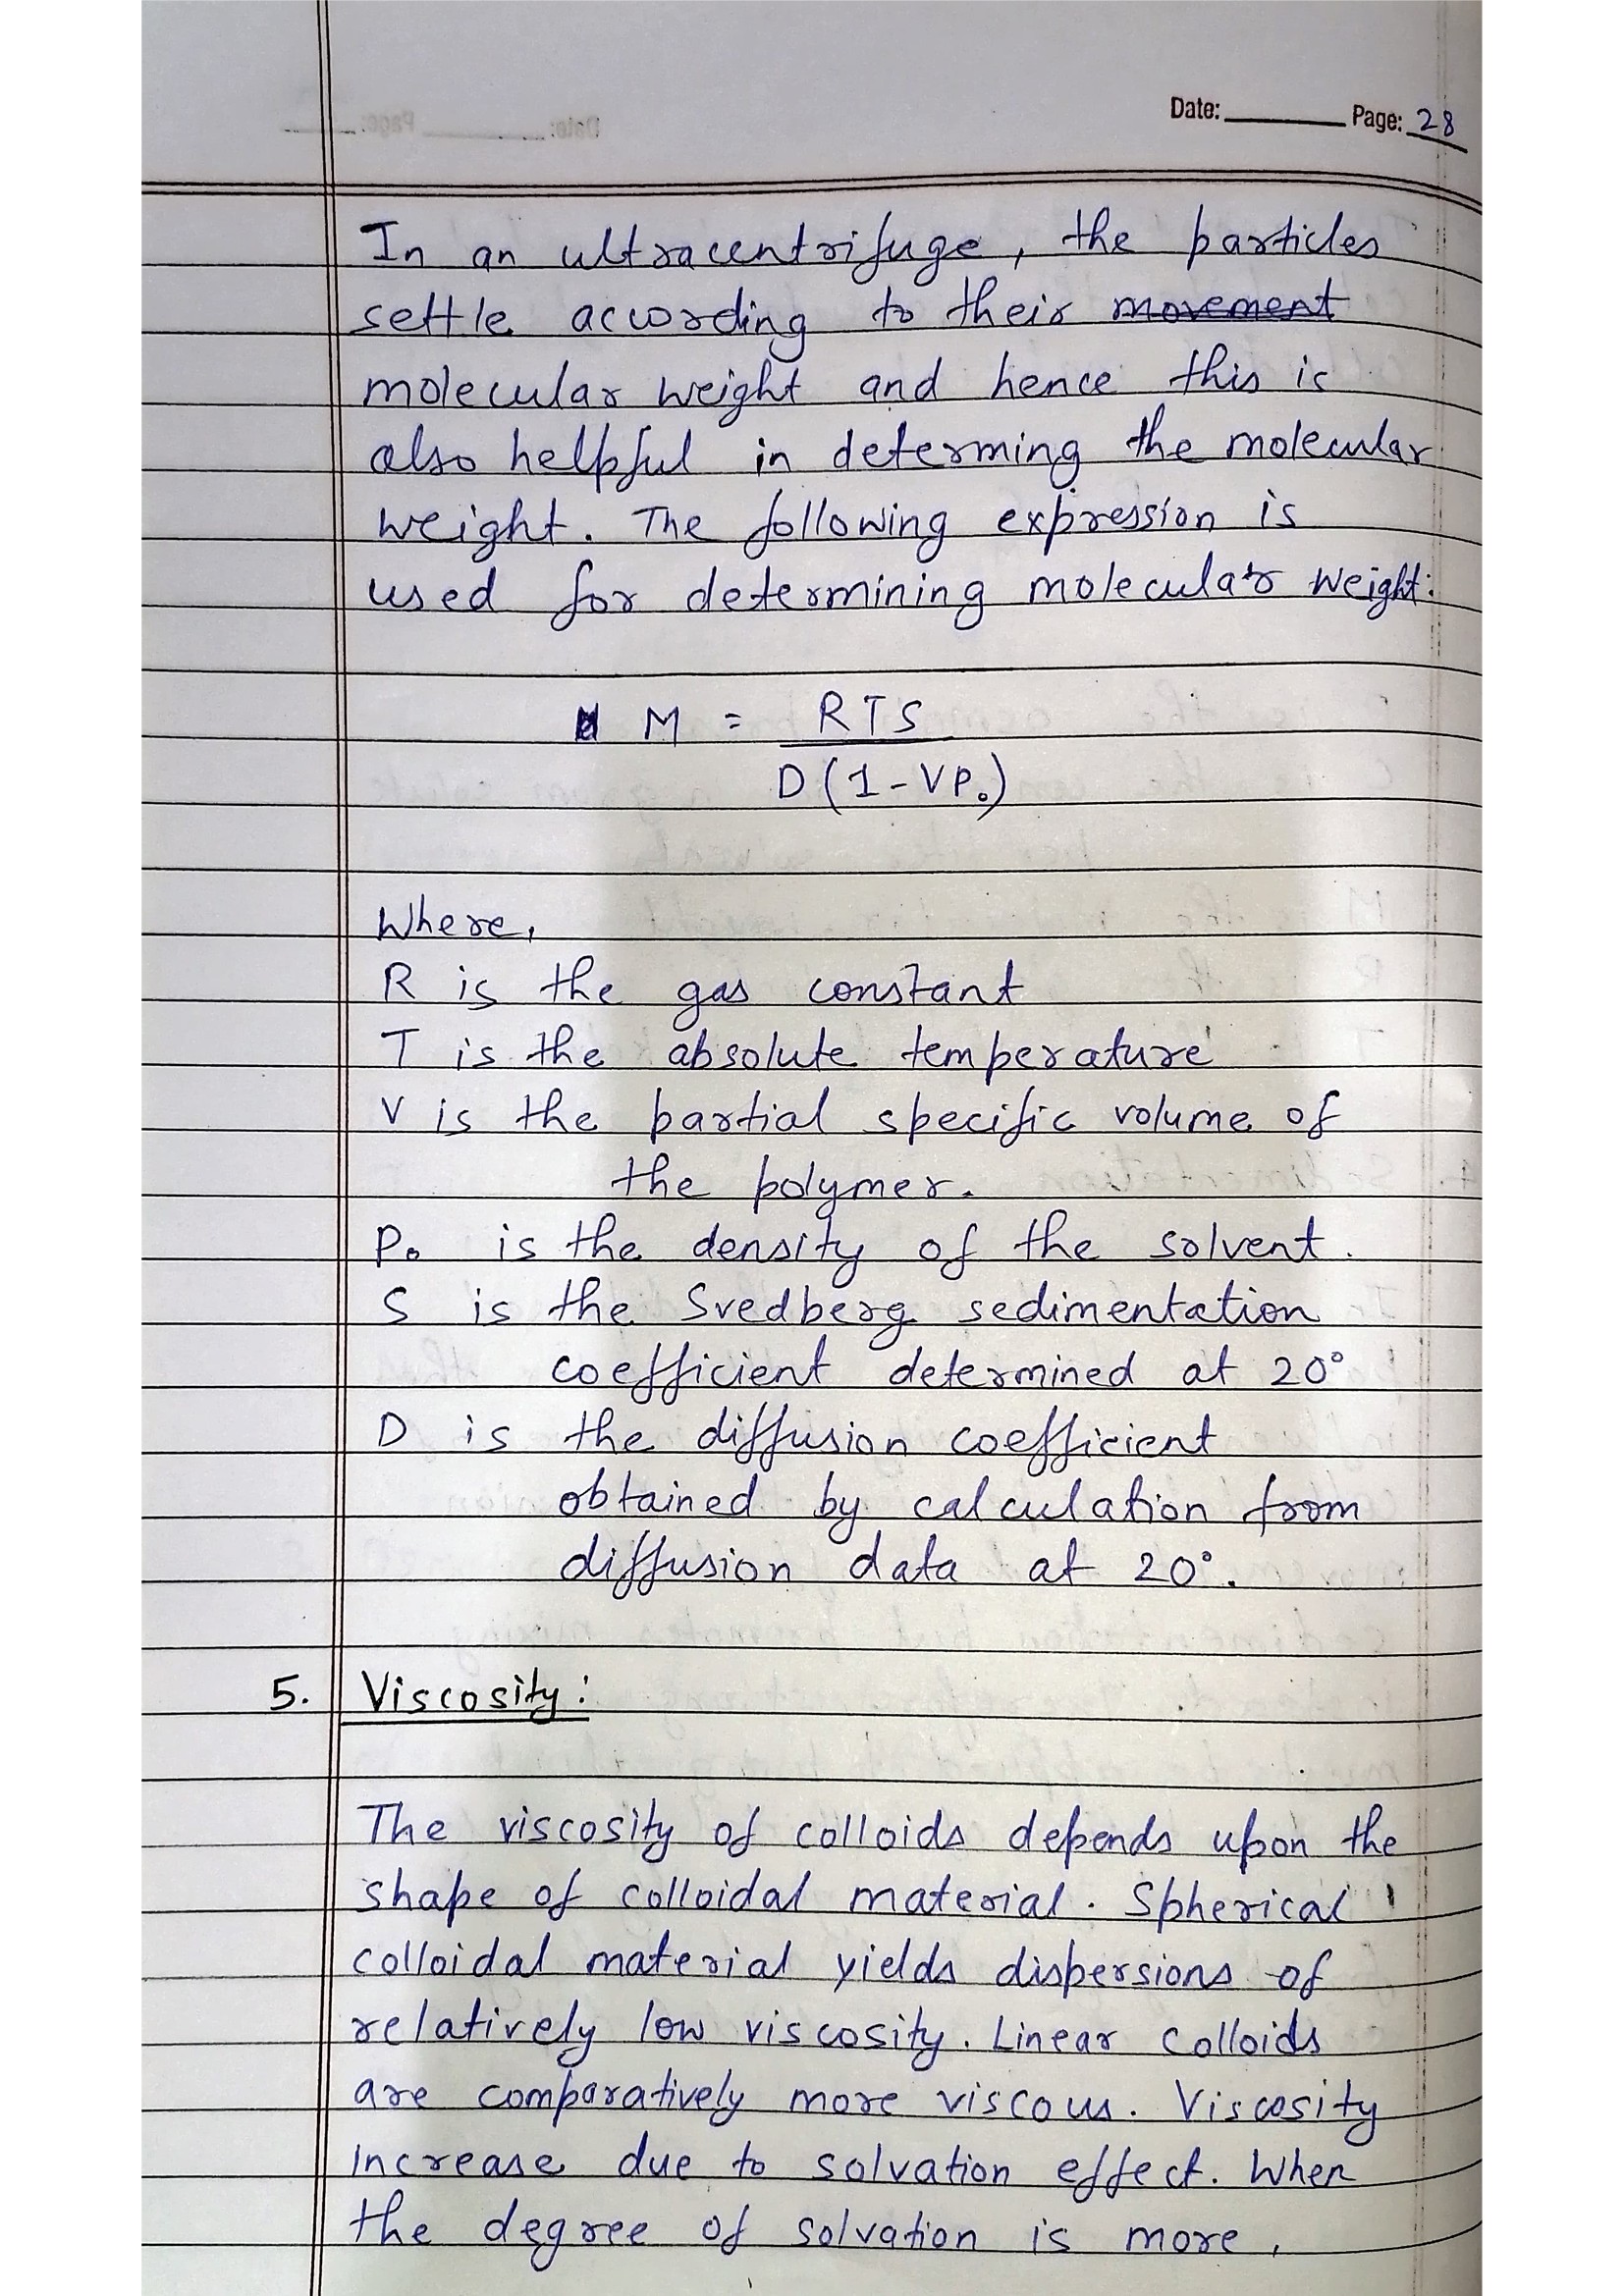 Date: Page: 28
In an ultracentrifuge, the particles
settle according to their movement
molecular weight and hence this is
also helpful in determing the molecular
weight. The following expression is
used for determining molecular weight:
M = RTS
D(1-VP₀)
Where,
R is the gas constant
T is the absolute temperature
V is the partial specific volume of
the polymer.
P₀ is the density of the solvent.
S is the Svedberg sedimentation
coefficient determined at 20°
D is the diffusion coefficient
obtained by calculation from
diffusion data at 20°.
5. Viscosity:
The viscosity of colloids depends upon the
shape of colloidal material. Spherical
colloidal material yields dispersions of
relatively low viscosity. Linear colloids
are comparatively more viscous. Viscosity
increase due to solvation effect. When
the degree of solvation is more,